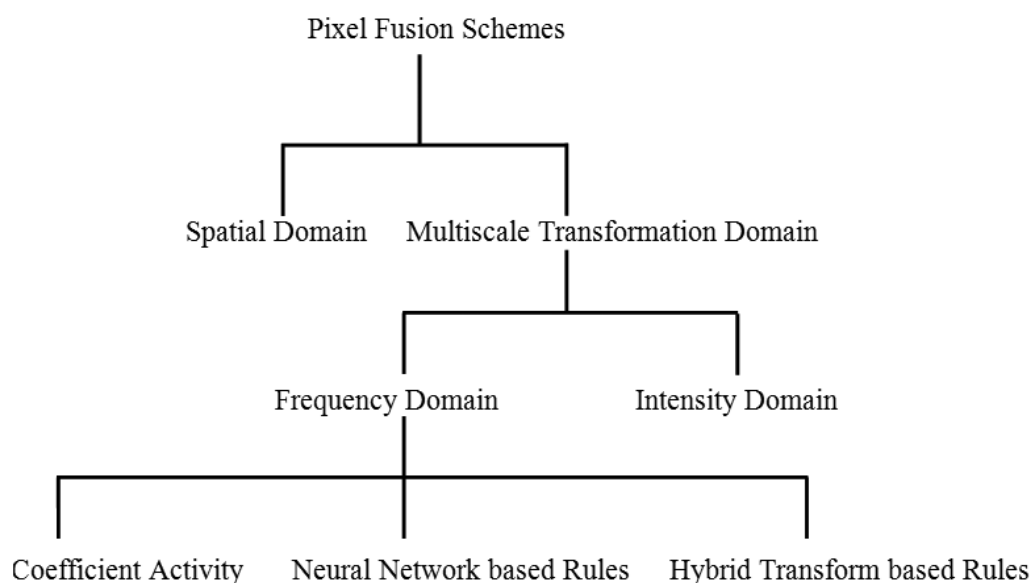 Pixel Fusion Schemes
Spatial Domain
Multiscale Transformation Domain
Frequency Domain
Intensity Domain
Coefficient Activity
Neural Network based Rules
Hybrid Transform based Rules